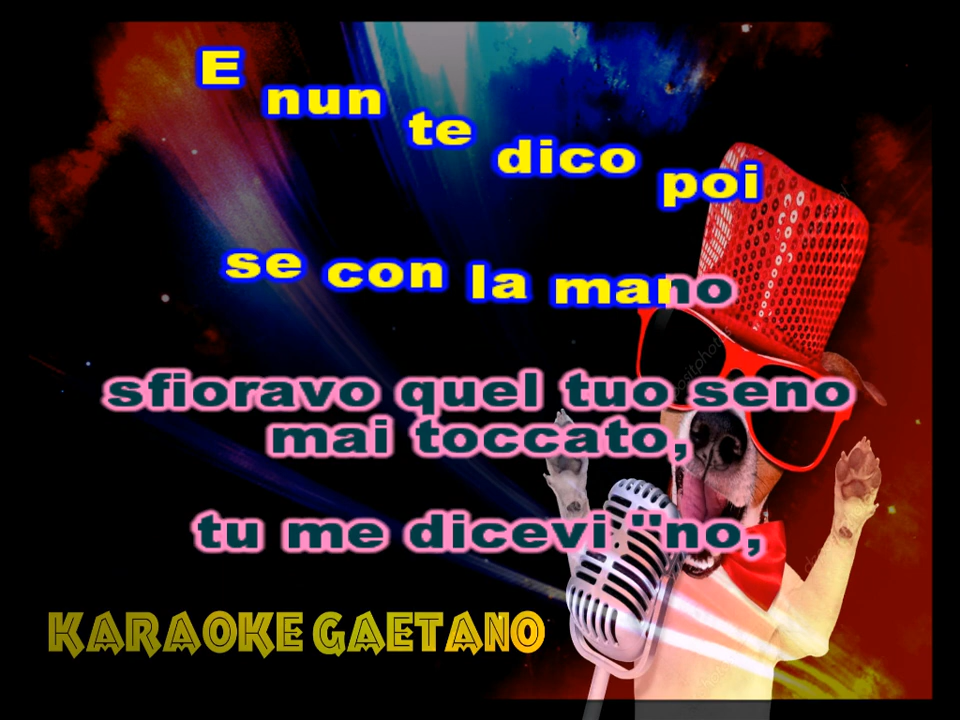 E nun te dico poi
se con la mano
sfioravo quel tuo seno
mai toccato,
tu me dicevi "no,
KARAOKE GAETANO